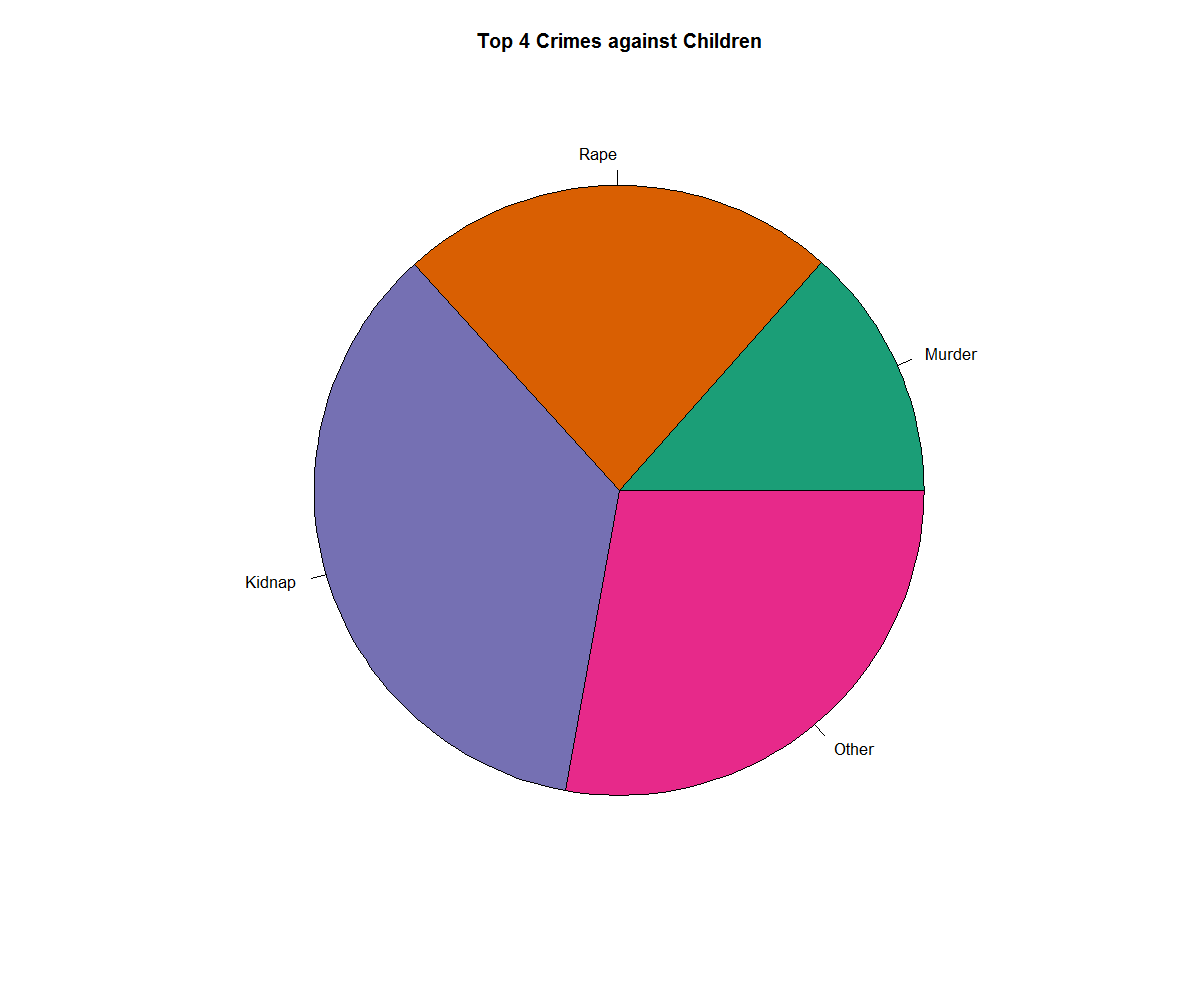 Top 4 Crimes against Children
Rape
Murder
Kidnap
Other